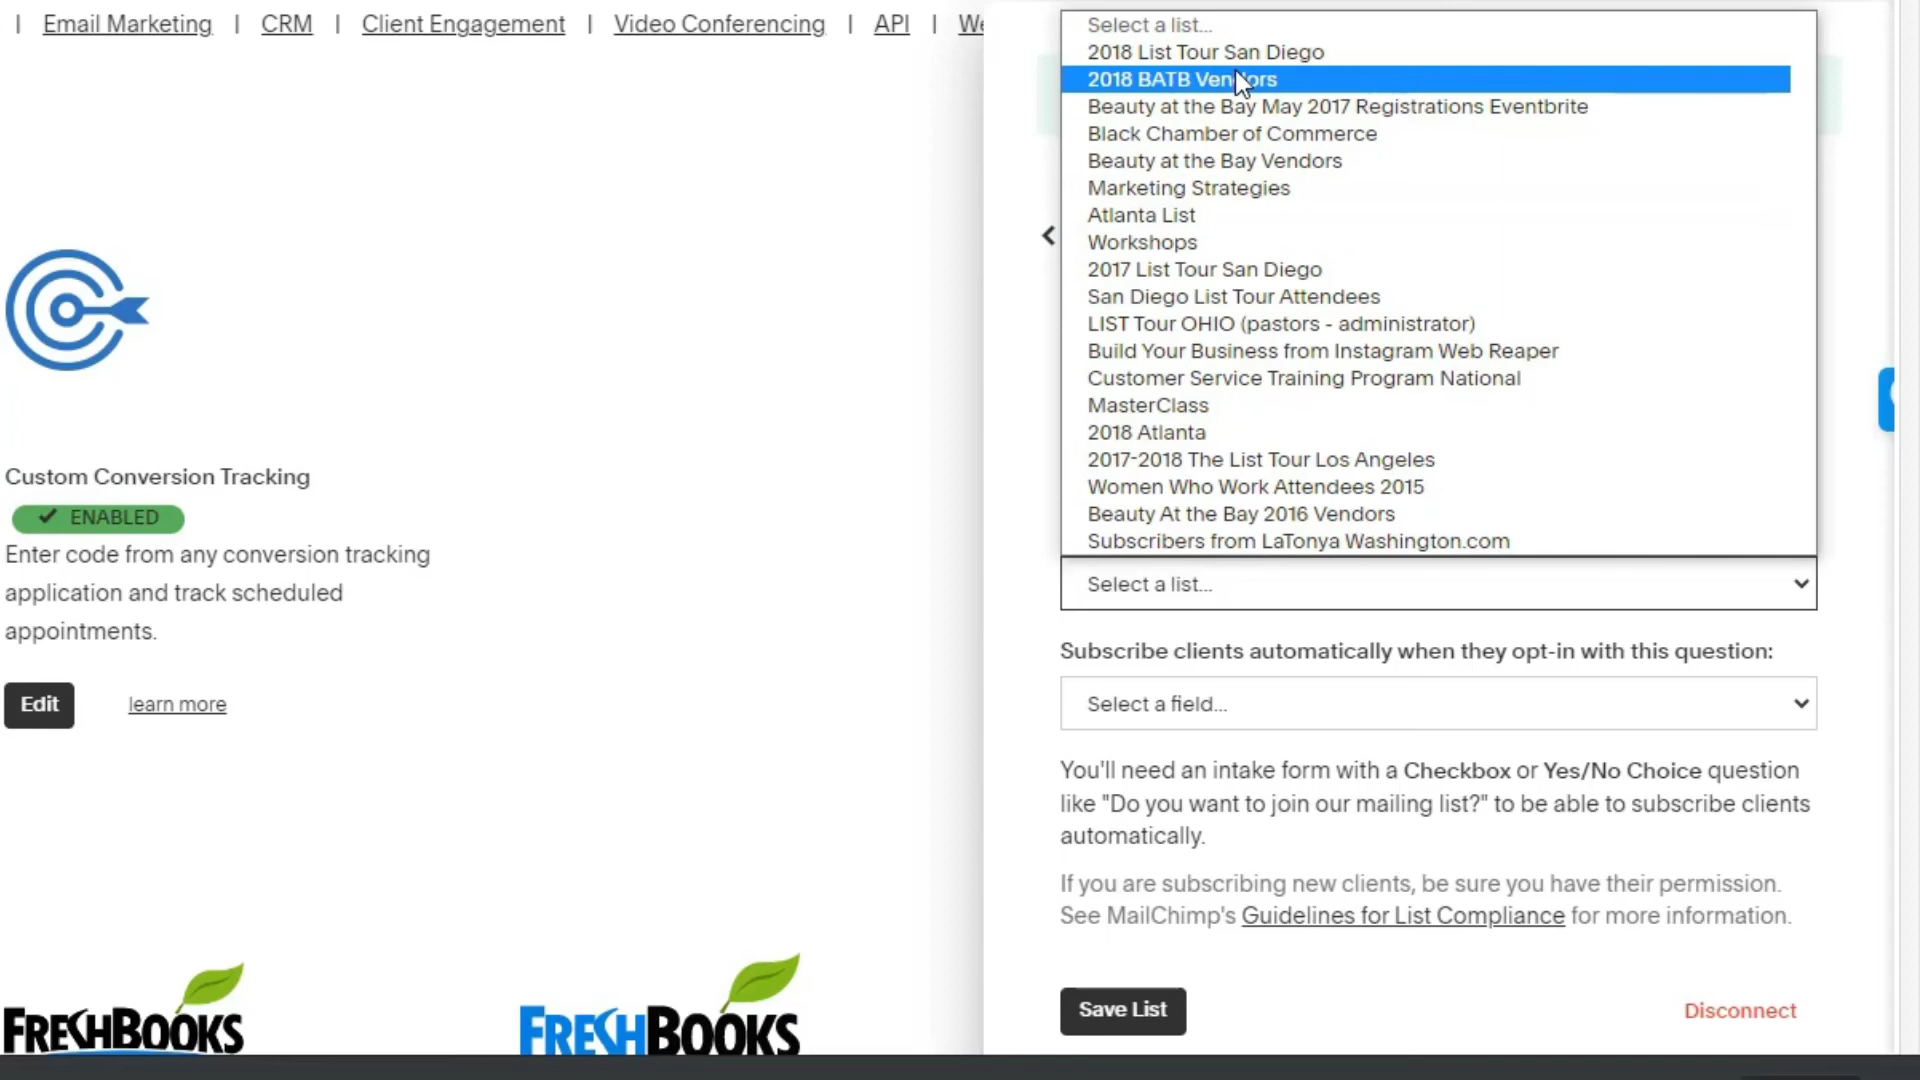 | Email Marketing | CRM | Client Engagement | Video Conferencing | API |
Custom Conversion Tracking
✓ ENABLED
Enter code from any conversion tracking
application and track scheduled
appointments.
Edit learn more
FRESHBOOKS
FRESHBOOKS
Select a list...
2018 List Tour San Diego
2018 BATB Vendors
Beauty at the Bay May 2017 Registrations Eventbrite
Black Chamber of Commerce
Beauty at the Bay Vendors
Marketing Strategies
Atlanta List
Workshops
2017 List Tour San Diego
San Diego List Tour Attendees
LIST Tour OHIO (pastors - administrator)
Build Your Business from Instagram Web Reaper
Customer Service Training Program National
MasterClass
2018 Atlanta
2017-2018 The List Tour Los Angeles
Women Who Work Attendees 2015
Beauty At the Bay 2016 Vendors
Subscribers from LaTonya Washington.com
Select a list...
Subscribe clients automatically when they opt-in with this question:
Select a field...
You'll need an intake form with a Checkbox or Yes/No Choice question
like "Do you want to join our mailing list?" to be able to subscribe clients
automatically.
If you are subscribing new clients, be sure you have their permission.
See MailChimp's Guidelines for List Compliance for more information.
Save List
Disconnect